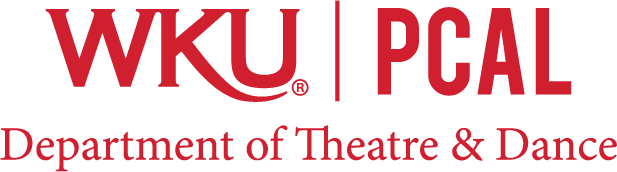 WKU® | PCAL
Department of Theatre & Dance